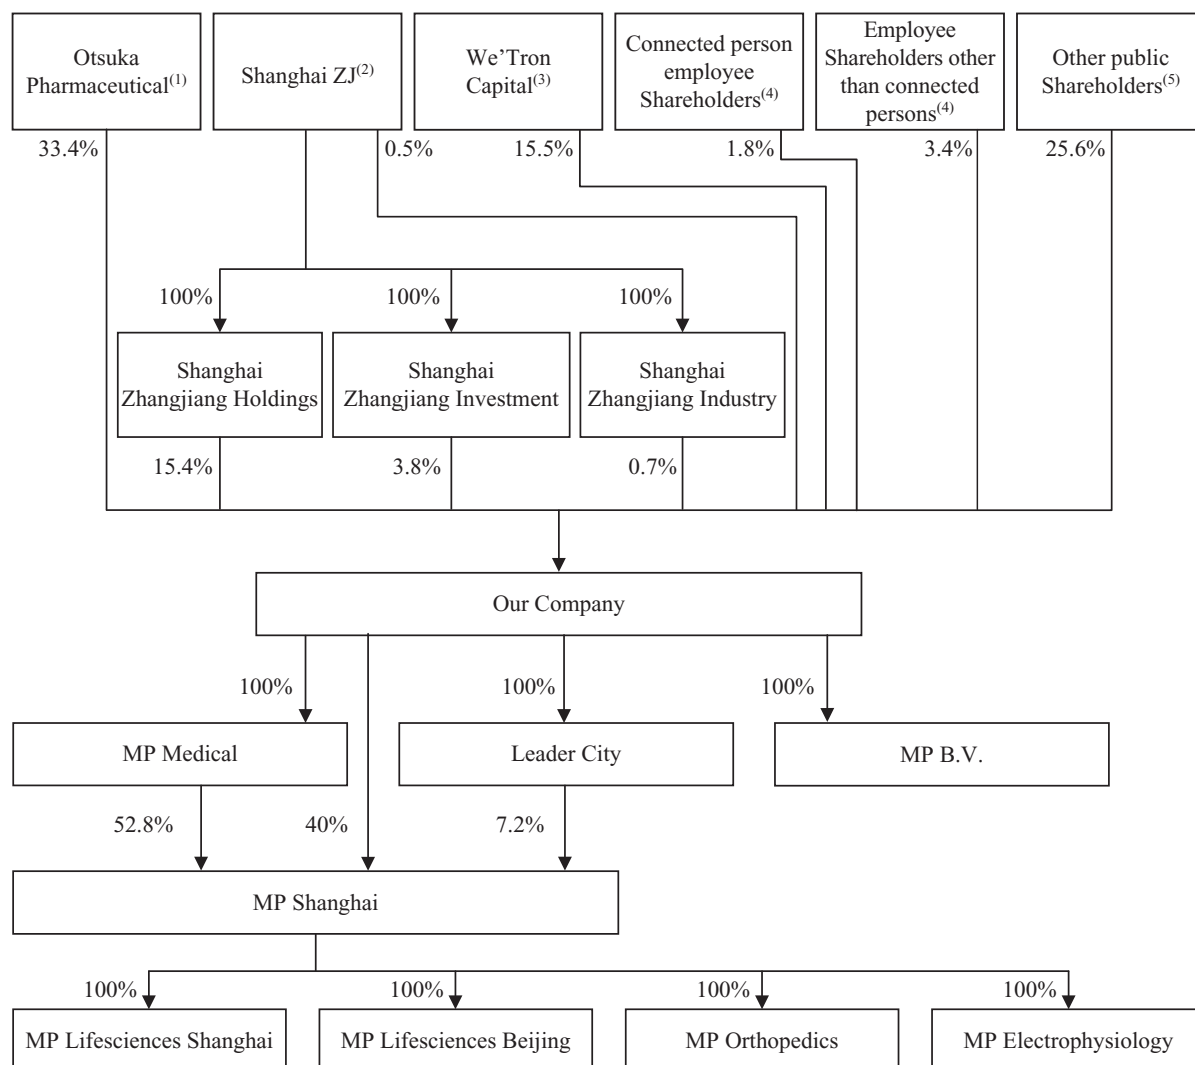 Otsuka
Pharmaceutical(1)
Shanghai ZJ(2)
We’Tron
Capital(3)
Connected person
employee
Shareholders(4)
Employee
Shareholders other
than connected
persons(4)
Other public
Shareholders(5)
33.4%
0.5%
15.5%
1.8%
3.4%
25.6%
100%
100%
100%
Shanghai
Zhangjiang Holdings
Shanghai
Zhangjiang Investment
Shanghai
Zhangjiang Industry
15.4%
3.8%
0.7%
Our Company
100%
100%
100%
MP Medical
Leader City
MP B.V.
52.8%
40%
7.2%
MP Shanghai
100%
100%
100%
100%
MP Lifesciences Shanghai
MP Lifesciences Beijing
MP Orthopedics
MP Electrophysiology